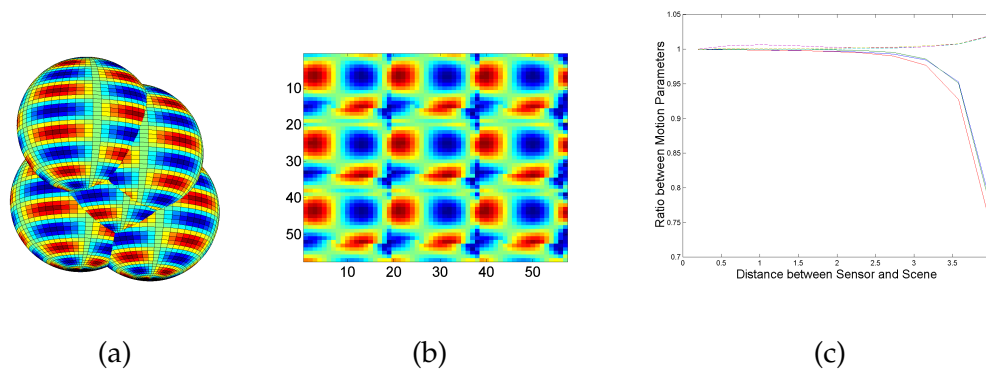 10
20
30
40
50
10 20 30 40 50
1.05
1
0.95
0.9
0.85
0.8
0.75
0.7
0 0.5 1 1.5 2 2.5 3 3.5
Ratio between Motion Parameters
Distance between Sensor and Scene
(a) (b) (c)